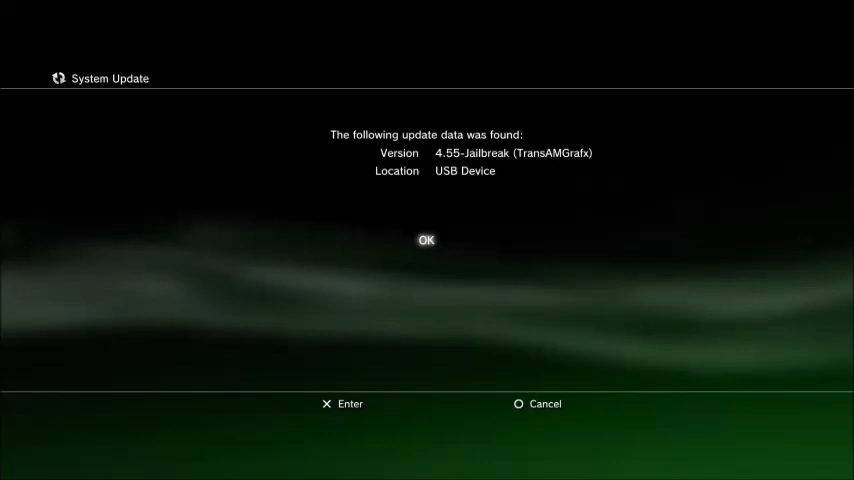 System Update
The following update data was found:
Version 4.55-Jailbreak (TransAMGrafx)
Location USB Device
OK
Enter Cancel